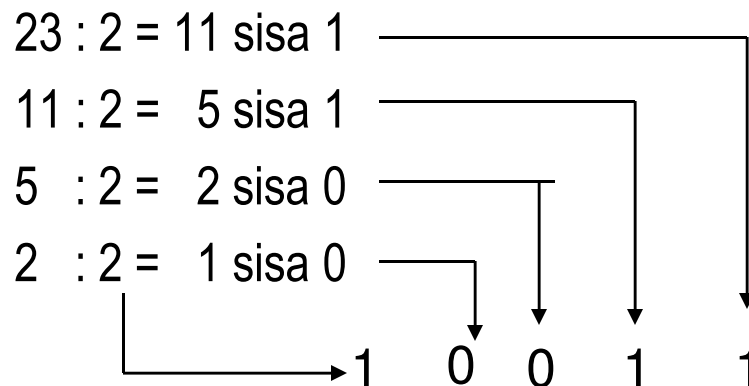 23 : 2 = 11 sisa 1
11 : 2 = 5 sisa 1
5 : 2 = 2 sisa 0
2 : 2 = 1 sisa 0
1 0 0 1 1